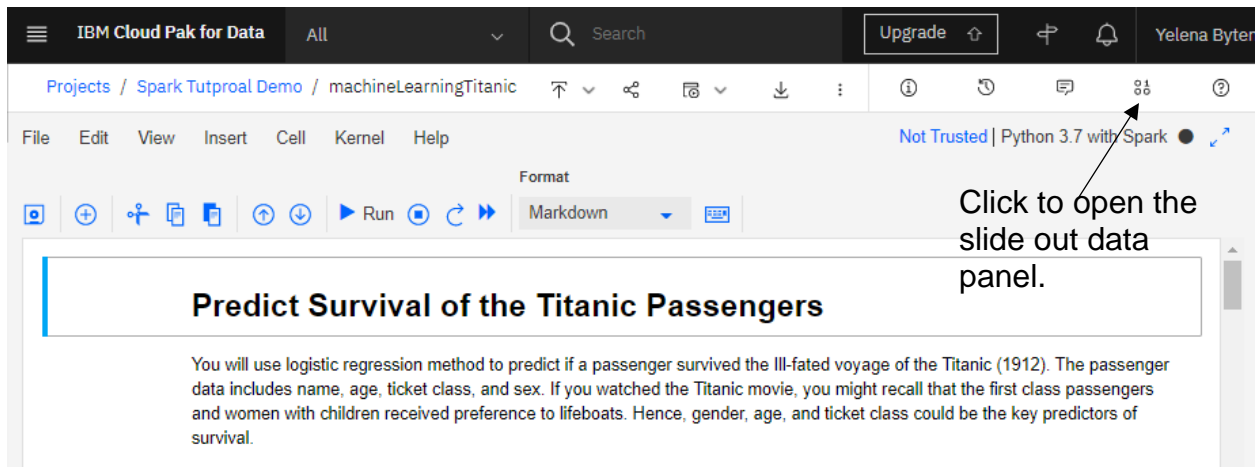 IBM Cloud Pak for Data All Search Upgrade Yelena Byter
Projects / Spark Tutproal Demo / machineLearningTitanic
File Edit View Insert Cell Kernel Help Not Trusted | Python 3.7 with Spark
Format
Run Markdown
Click to open the
slide out data
panel.
Predict Survival of the Titanic Passengers
You will use logistic regression method to predict if a passenger survived the Ill-fated voyage of the Titanic (1912). The passenger
data includes name, age, ticket class, and sex. If you watched the Titanic movie, you might recall that the first class passengers
and women with children received preference to lifeboats. Hence, gender, age, and ticket class could be the key predictors of
survival.